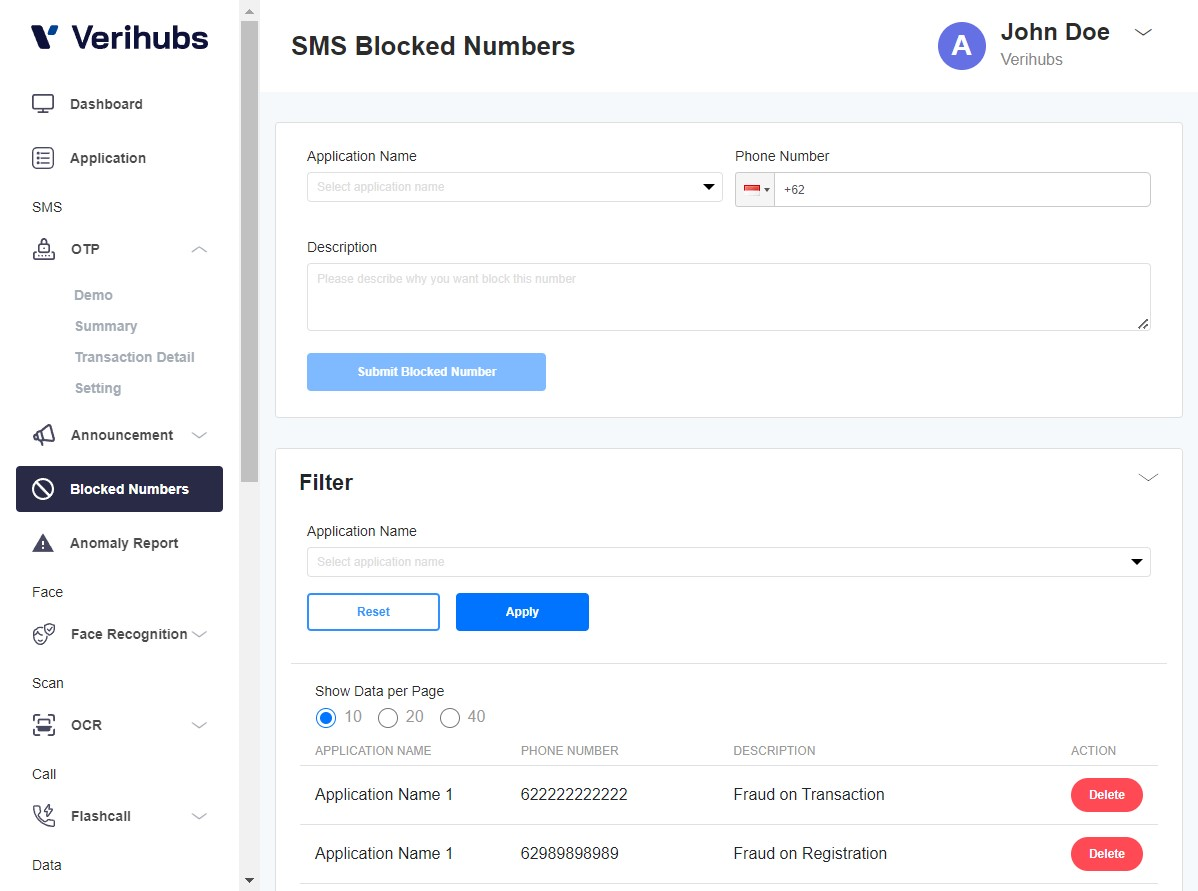 Verihubs
Dashboard
Application
SMS
OTP
Demo
Summary
Transaction Detail
Setting
Announcement
Blocked Numbers
Anomaly Report
Face
Face Recognition
Scan
OCR
Call
Flashcall
Data
SMS Blocked Numbers
A
John Doe
Verihubs
Application Name
Select application name
Phone Number
+62
Description
Please describe why you want block this number
Submit Blocked Number
Filter
Application Name
Select application name
Reset Apply
Show Data per Page
10 20 40
APPLICATION NAME PHONE NUMBER DESCRIPTION ACTION
Application Name 1 622222222222 Fraud on Transaction Delete
Application Name 1 62989898989 Fraud on Registration Delete